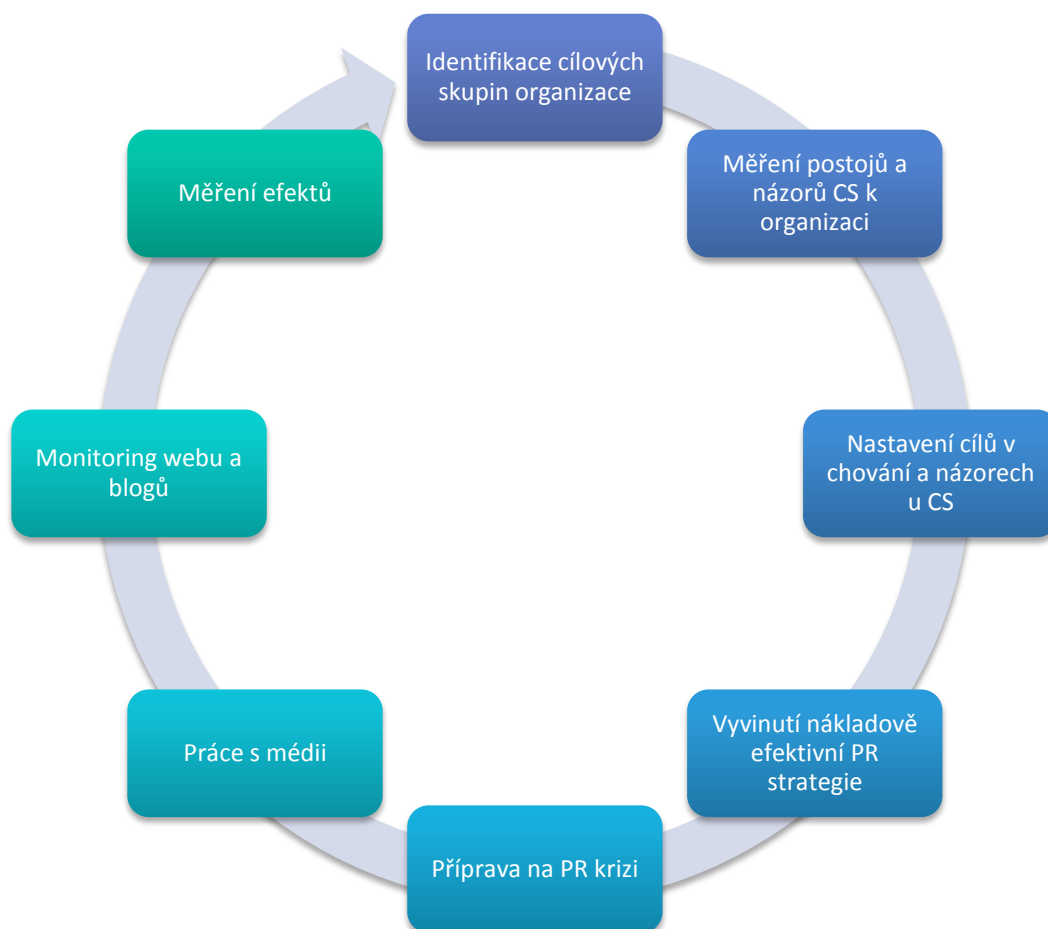 Identifikace cílových
skupin organizace
Měření postojů a
názorů CS k
organizaci
Nastavení cílů v
chování a názorech
u CS
Vyvinutí nákladově
efektivní PR
strategie
Příprava na PR krizi
Práce s médii
Monitoring webu a
blogů
Měření efektů